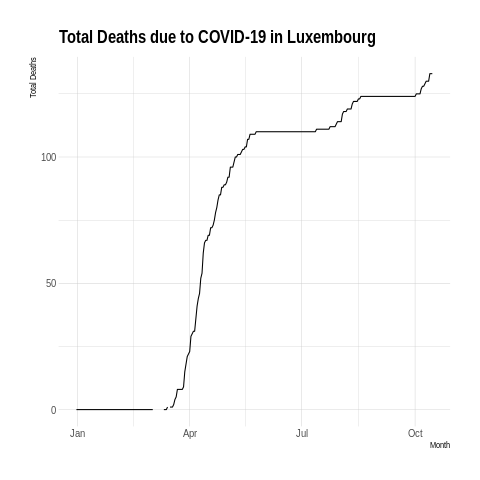 Total Deaths due to COVID-19 in Luxembourg
Total Deaths
100
50
0
Jan Apr Jul Oct
Month